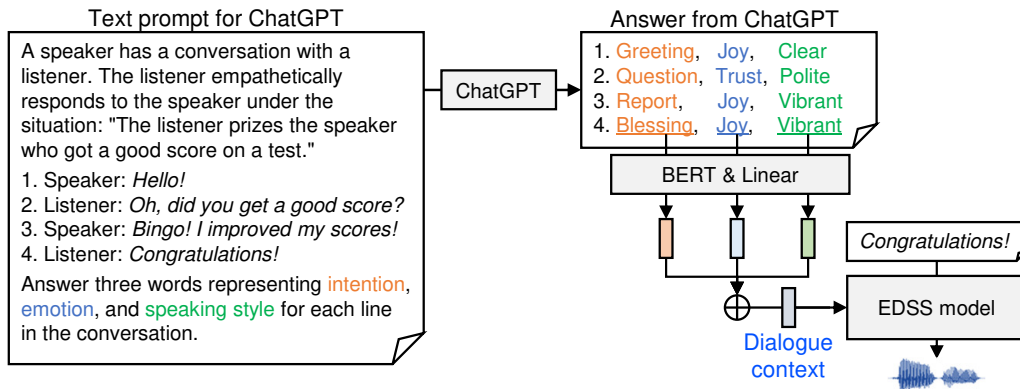 Text prompt for ChatGPT
A speaker has a conversation with a
listener. The listener empathetically
responds to the speaker under the
situation: "The listener prizes the speaker
who got a good score on a test."
1. Speaker: Hello!
2. Listener: Oh, did you get a good score?
3. Speaker: Bingo! I improved my scores!
4. Listener: Congratulations!
Answer three words representing intention,
emotion, and speaking style for each line
in the conversation.
ChatGPT
Answer from ChatGPT
1. Greeting, Joy, Clear
2. Question, Trust, Polite
3. Report, Joy, Vibrant
4. Blessing, Joy, Vibrant
BERT & Linear
Congratulations!
EDSS model
Dialogue
context